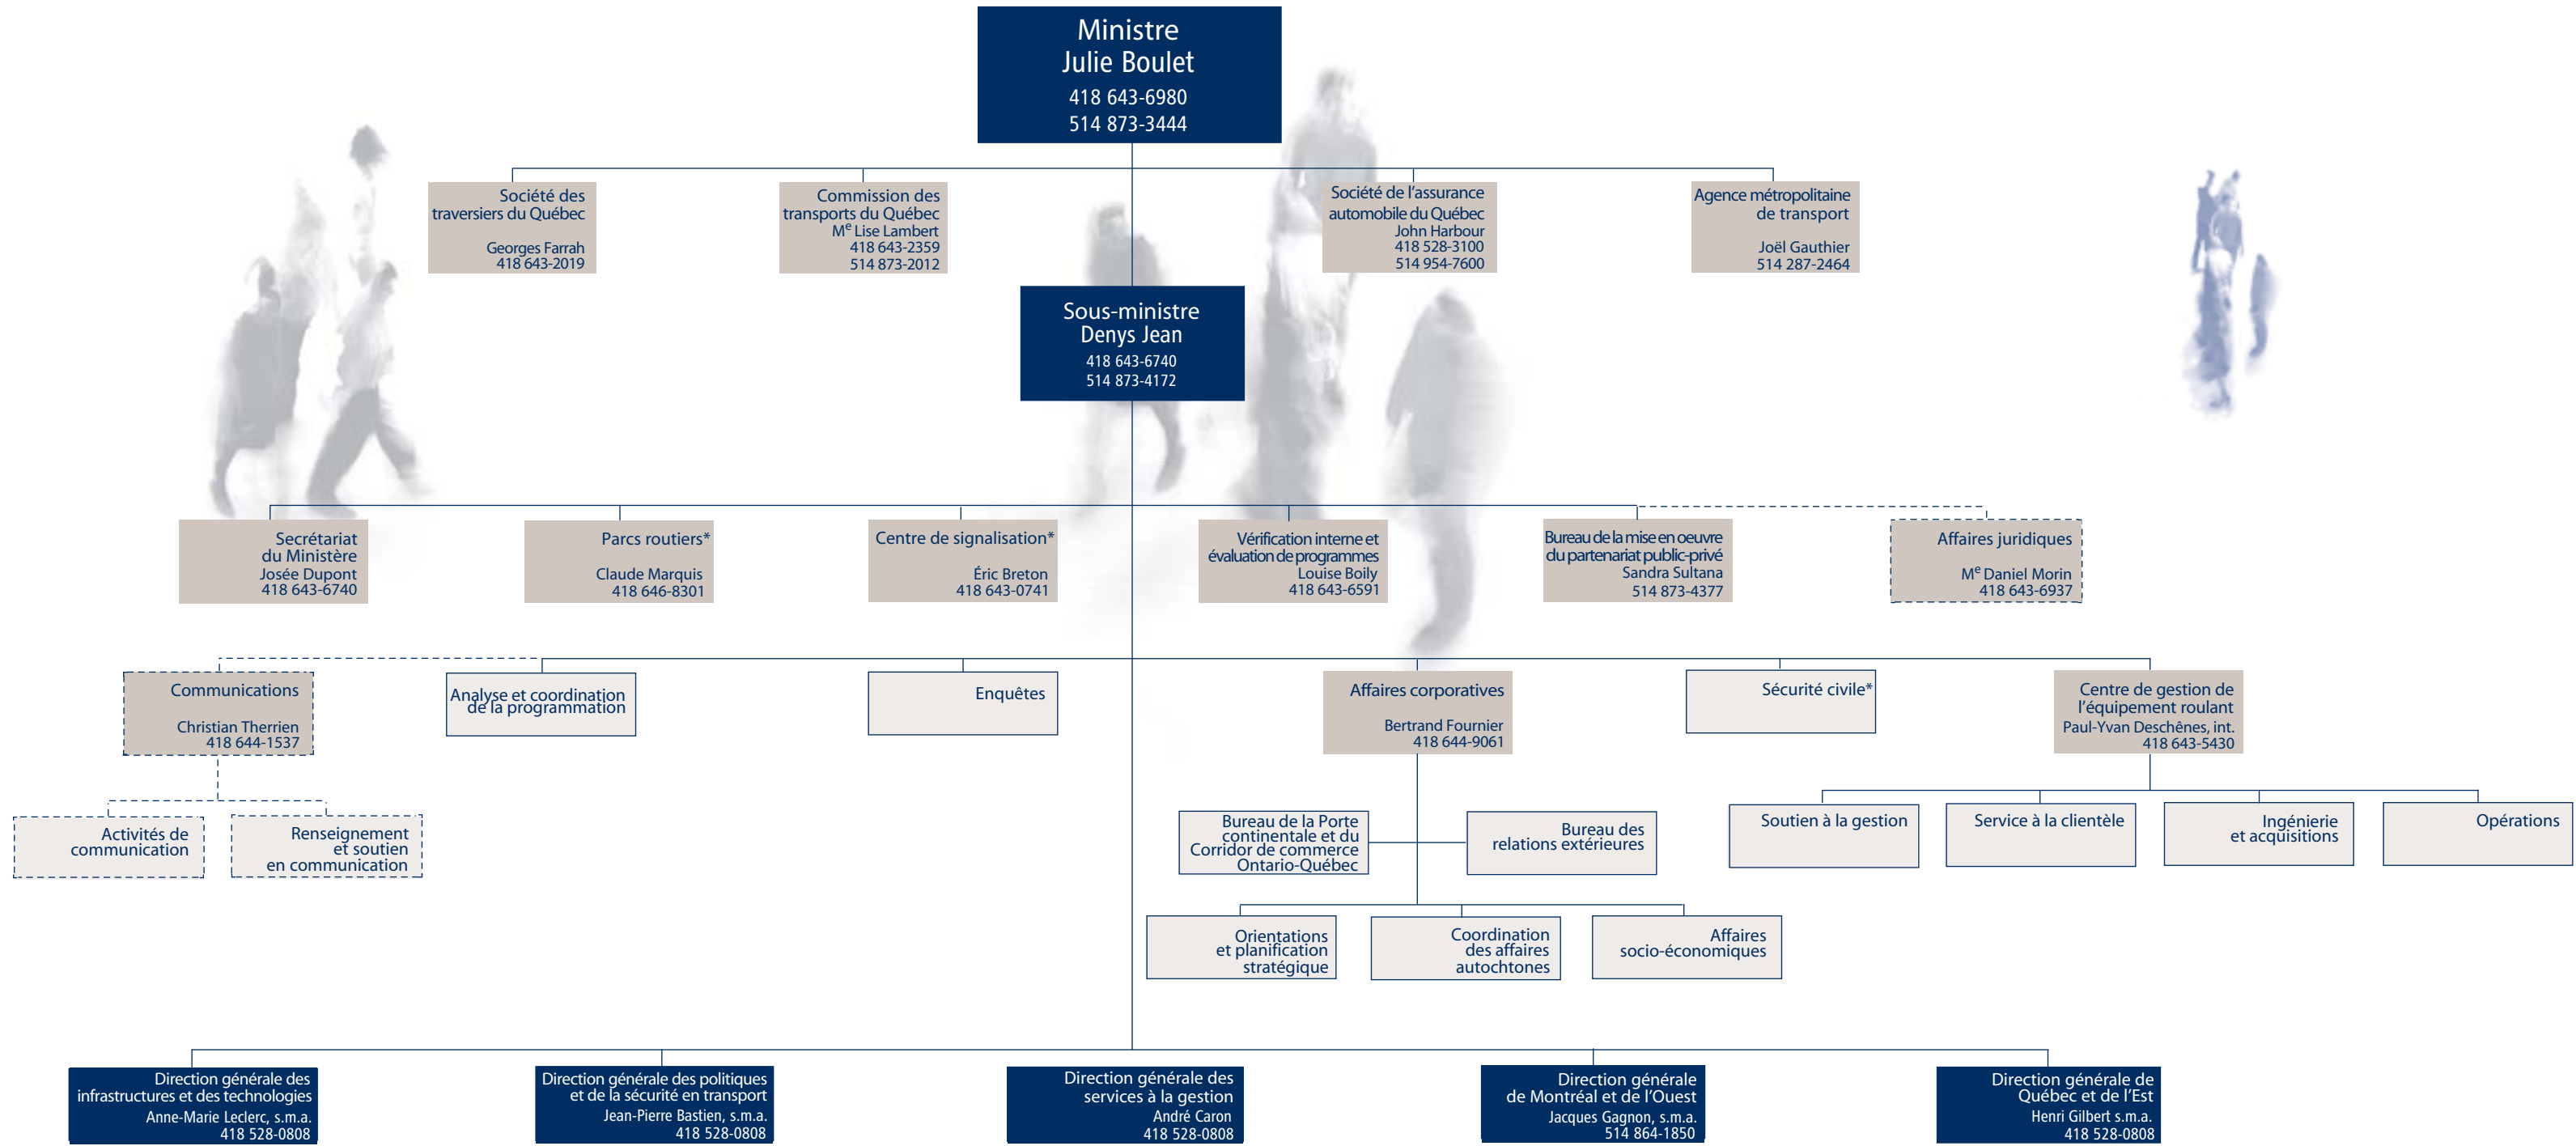 Ministre
Julie Boulet
418 643-6980
514 873-3444
Société des
traversiers du Québec
Georges Farrah
418 643-2019
Commission des
transports du Québec
Me Lise Lambert
418 643-2359
514 873-2012
Société de l'assurance
automobile du Québec
John Harbour
418 528-3100
514 954-7600
Agence métropolitaine
de transport
Joël Gauthier
514 287-2464
Sous-ministre
Denys Jean
418 643-6740
514 873-4172
Secrétariat
du Ministère
Josée Dupont
418 643-6740
Parcs routiers*
Claude Marquis
418 646-8301
Centre de signalisation*
Éric Breton
418 643-0741
Vérification interne et
évaluation de programmes
Louise Boily
418 643-6591
Bureau de la mise en oeuvre
du partenariat public-privé
Sandra Sultana
514 873-4377
Affaires juridiques
Me Daniel Morin
418 643-6937
Communications
Christian Therrien
418 644-1537
Analyse et coordination
de la programmation
Enquêtes
Affaires corporatives
Bertrand Fournier
418 644-9061
Sécurité civile*
Centre de gestion de
l'équipement roulant
Paul-Yvan Deschênes, int.
418 643-5430
Activités de
communication
Renseignement
et soutien
en communication
Bureau de la Porte
continentale et du
Corridor de commerce
Ontario-Québec
Bureau des
relations extérieures
Soutien à la gestion
Service à la clientèle
Ingénierie
et acquisitions
Opérations
Orientations
et planification
stratégique
Coordination
des affaires
autochtones
Affaires
socio-économiques
Direction générale des
infrastructures et des technologies
Anne-Marie Leclerc, s.m.a.
418 528-0808
Direction générale des politiques
et de la sécurité en transport
Jean-Pierre Bastien, s.m.a.
418 528-0808
Direction générale des
services à la gestion
André Caron
418 528-0808
Direction générale
de Montréal et de l'Ouest
Jacques Gagnon, s.m.a.
514 864-1850
Direction générale de
Québec et de l'Est
Henri Gilbert s.m.a.
418 528-0808